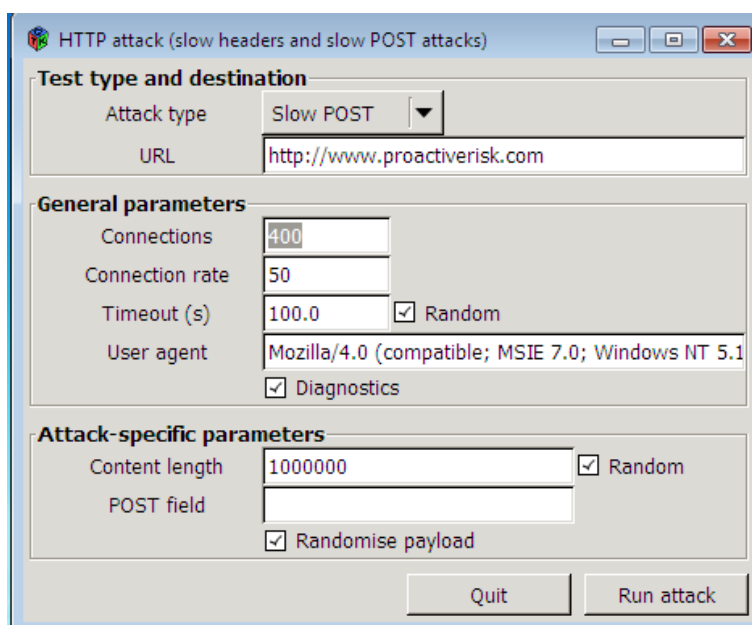 HTTP attack (slow headers and slow POST attacks)
Test type and destination
Attack type Slow POST
URL http://www.proactiverisk.com
General parameters
Connections 400
Connection rate 50
Timeout (s) 100.0 Random
User agent Mozilla/4.0 (compatible; MSIE 7.0; Windows NT 5.1
Diagnostics
Attack-specific parameters
Content length 1000000 Random
POST field
Randomise payload
Quit Run attack